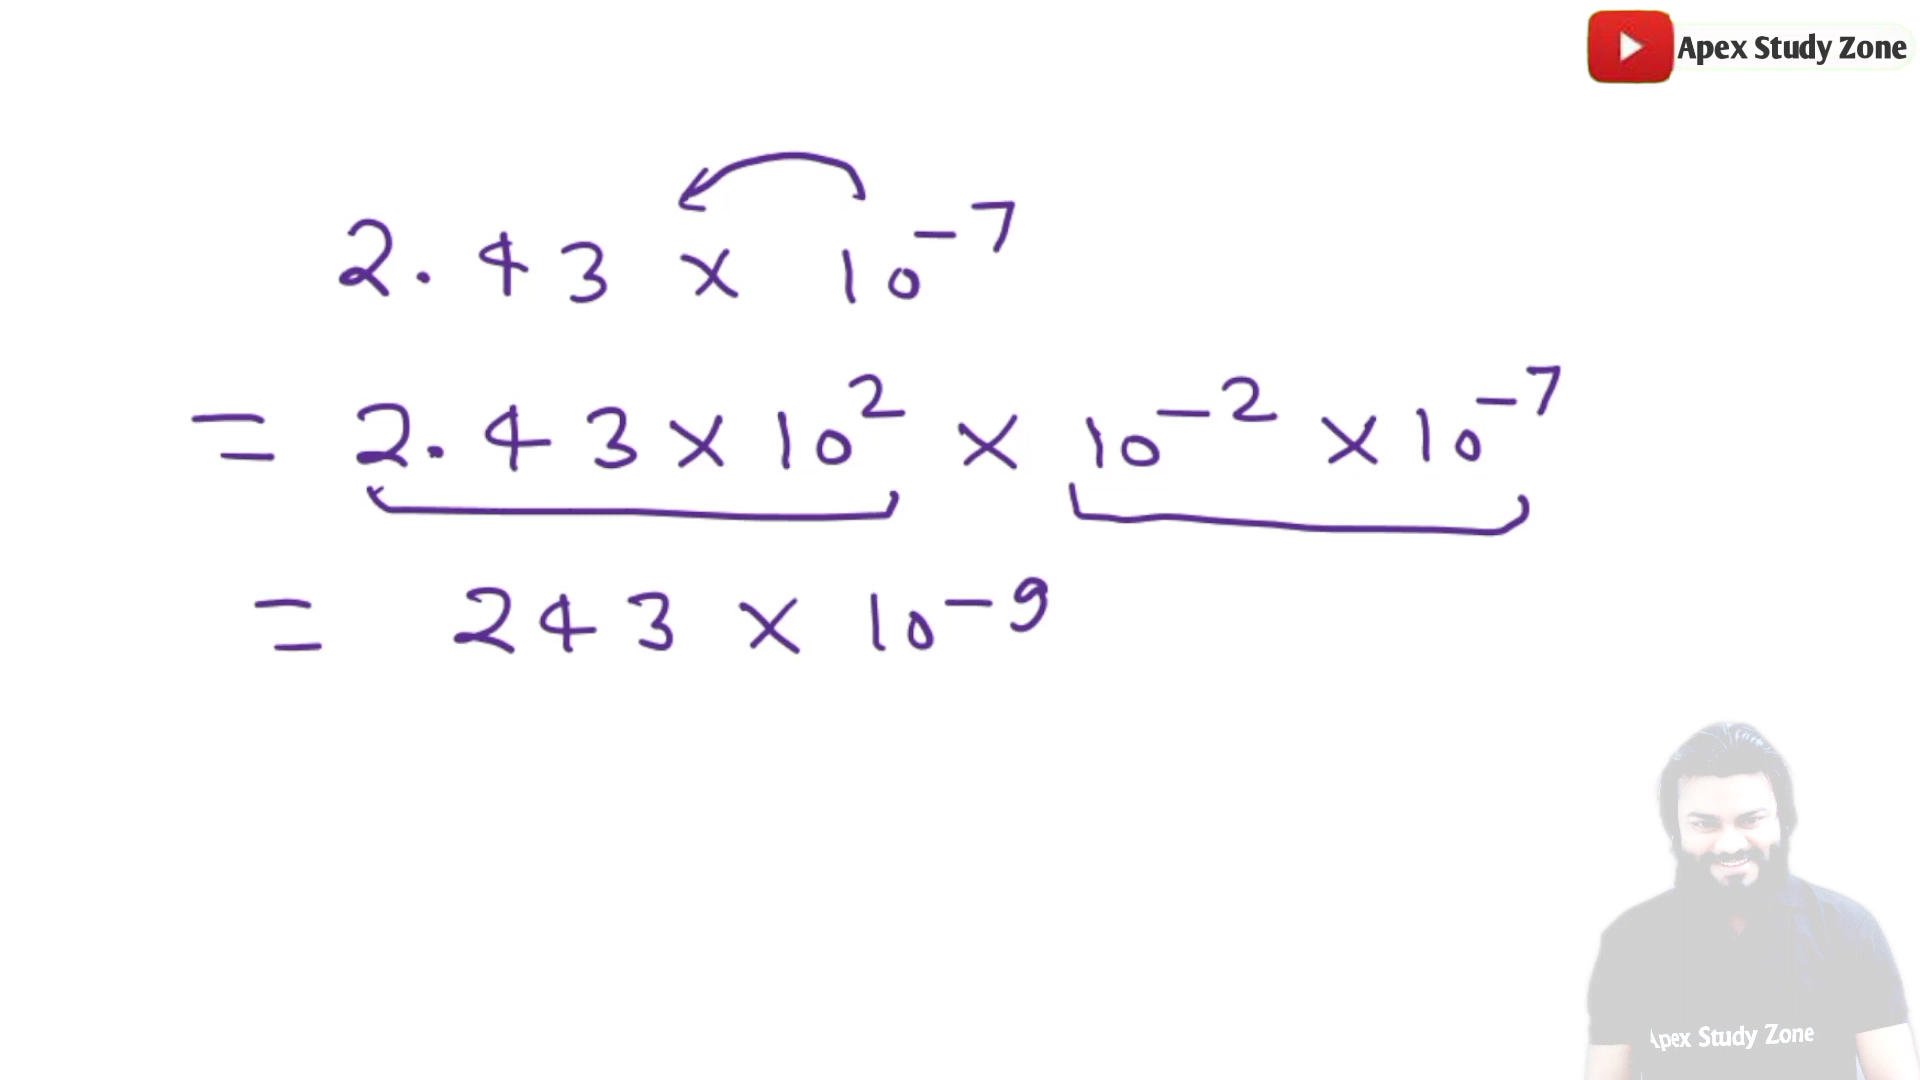 Apex Study Zone
2.43 × 10⁻⁷
= 2.43 × 10² × 10⁻² × 10⁻⁷
= 243 × 10⁻⁹
Apex Study Zone